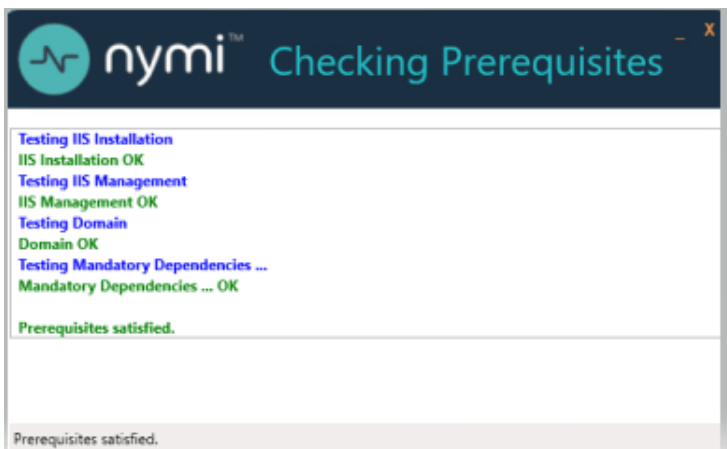 nymi™ Checking Prerequisites _ X
Testing IIS Installation
IIS Installation OK
Testing IIS Management
IIS Management OK
Testing Domain
Domain OK
Testing Mandatory Dependencies ...
Mandatory Dependencies ... OK
Prerequisites satisfied.
Prerequisites satisfied.